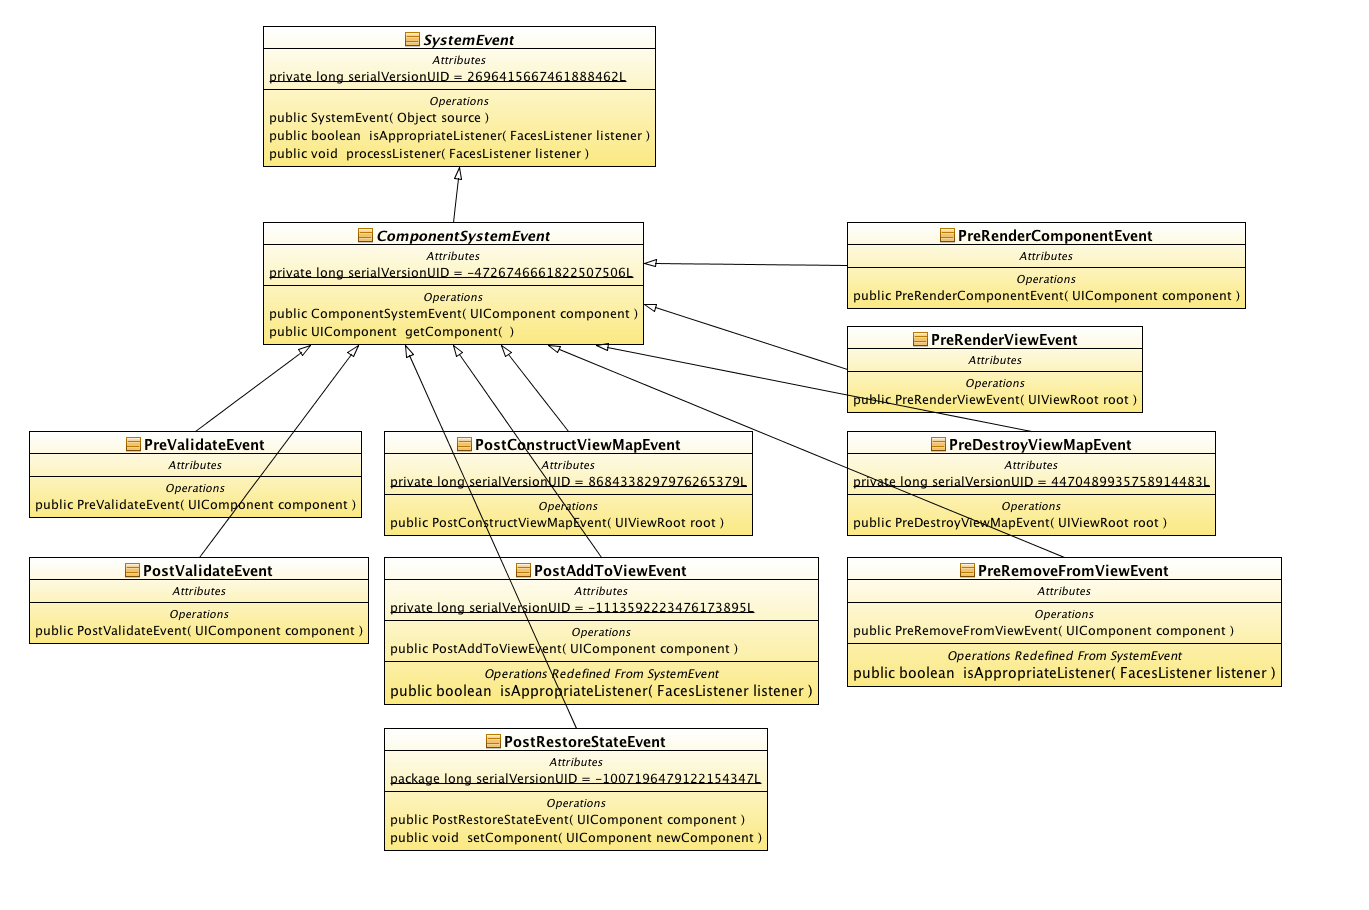 SystemEvent
Attributes
private long serialVersionUID = 2696415667461888462L
Operations
public SystemEvent( Object source )
public boolean  isAppropriateListener( FacesListener listener )
public void  processListener( FacesListener listener )
ComponentSystemEvent
Attributes
private long serialVersionUID = -4726746661822507506L
Operations
public ComponentSystemEvent( UIComponent component )
public UIComponent  getComponent(  )
PreRenderComponentEvent
Attributes
Operations
public PreRenderComponentEvent( UIComponent component )
PreRenderViewEvent
Attributes
Operations
public PreRenderViewEvent( UIViewRoot root )
PreValidateEvent
Attributes
Operations
public PreValidateEvent( UIComponent component )
PostConstructViewMapEvent
Attributes
private long serialVersionUID = 8684338297976265379L
Operations
public PostConstructViewMapEvent( UIViewRoot root )
PreDestroyViewMapEvent
Attributes
private long serialVersionUID = 4470489935758914483L
Operations
public PreDestroyViewMapEvent( UIViewRoot root )
PostValidateEvent
Attributes
Operations
public PostValidateEvent( UIComponent component )
PostAddToViewEvent
Attributes
private long serialVersionUID = -1113592223476173895L
Operations
public PostAddToViewEvent( UIComponent component )
Operations Redefined From SystemEvent
public boolean  isAppropriateListener( FacesListener listener )
PreRemoveFromViewEvent
Attributes
Operations
public PreRemoveFromViewEvent( UIComponent component )
Operations Redefined From SystemEvent
public boolean  isAppropriateListener( FacesListener listener )
PostRestoreStateEvent
Attributes
package long serialVersionUID = -1007196479122154347L
Operations
public PostRestoreStateEvent( UIComponent component )
public void  setComponent( UIComponent newComponent )